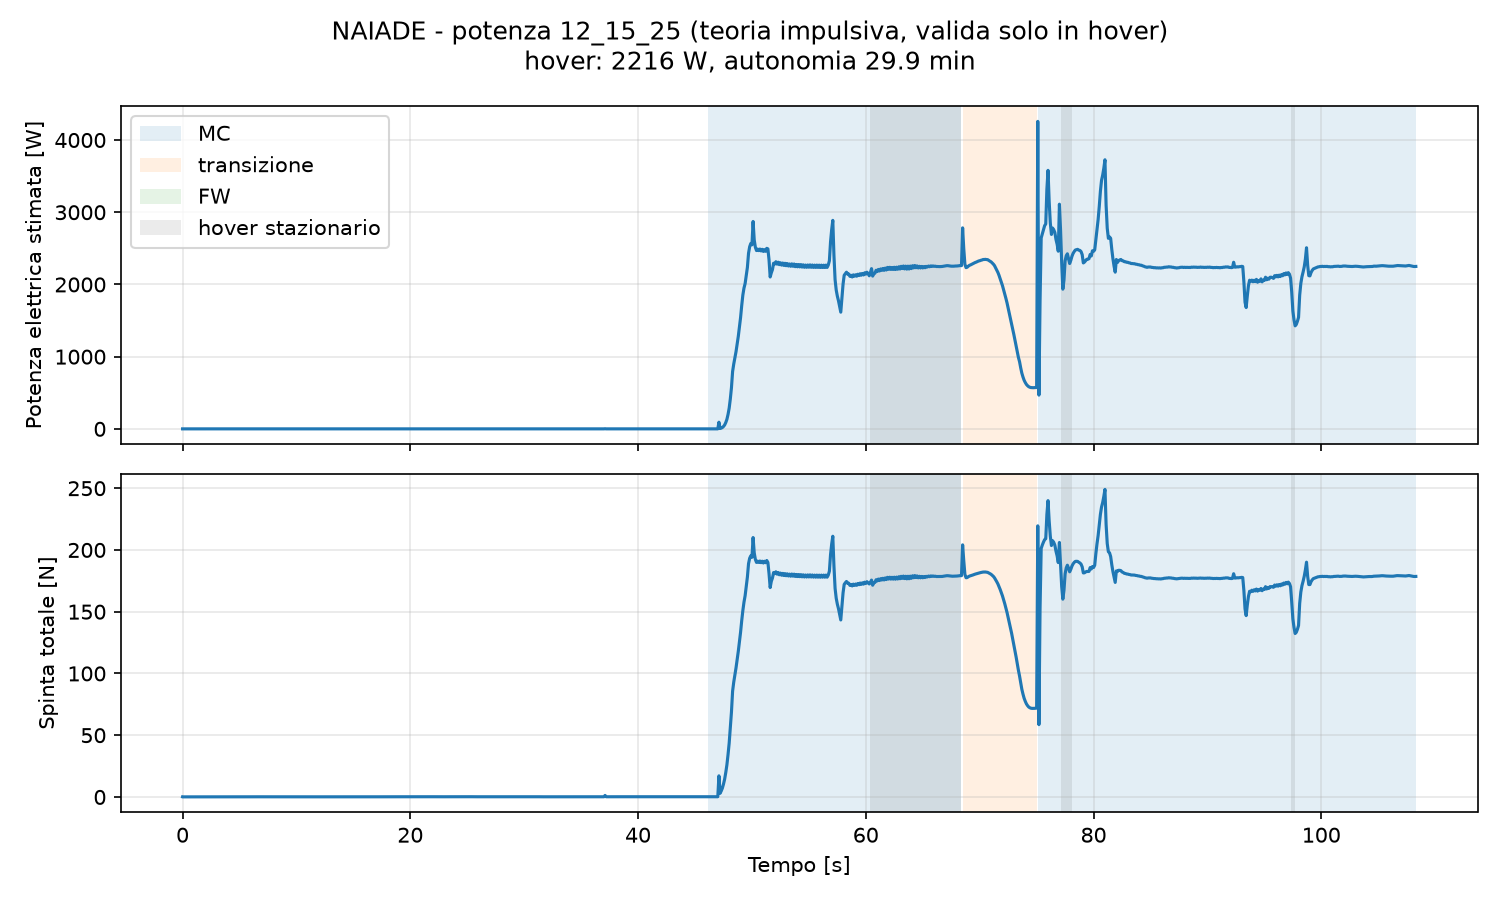 NAIADE - potenza 12_15_25 (teoria impulsiva, valida solo in hover)
hover: 2216 W, autonomia 29.9 min
Potenza elettrica stimata [W]
4000
3000
2000
1000
0
MC
transizione
FW
hover stazionario
Spinta totale [N]
250
200
150
100
50
0
0
20
40
60
80
100
Tempo [s]